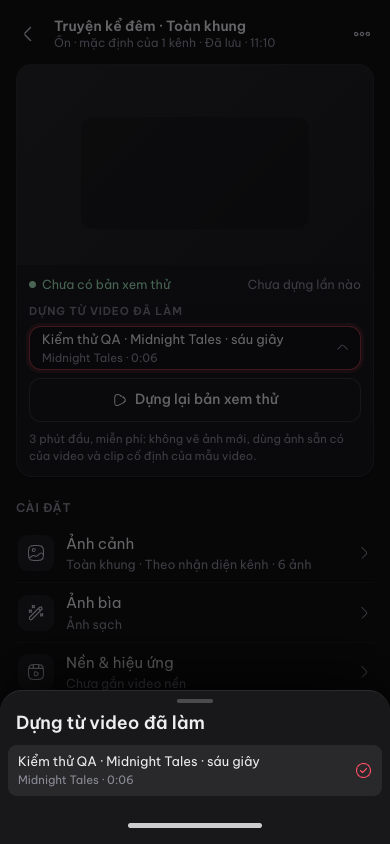 Truyện kể đêm · Toàn khung
Ổn · mặc định của 1 kênh · Đã lưu · 11:10
Chưa có bản xem thử
Chưa dựng lần nào
DỰNG TỪ VIDEO ĐÃ LÀM
Kiểm thử QA · Midnight Tales · sáu giây
Midnight Tales · 0:06
Dựng lại bản xem thử
3 phút đầu, miễn phí: không vẽ ảnh mới, dùng ảnh sẵn có
của video và clip cố định của mẫu video.
CÀI ĐẶT
Ảnh cảnh
Toàn khung · Theo nhận diện kênh · 6 ảnh
Ảnh bìa
Ảnh sạch
Nền & hiệu ứng
Chưa gắn video nền
Dựng từ video đã làm
Kiểm thử QA · Midnight Tales · sáu giây
Midnight Tales · 0:06